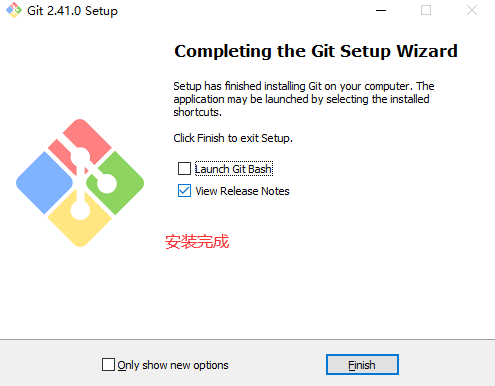 Git 2.41.0 Setup
Completing the Git Setup Wizard
Setup has finished installing Git on your computer. The
application may be launched by selecting the installed
shortcuts.
Click Finish to exit Setup.
Launch Git Bash
View Release Notes
安装完成
Only show new options
Finish